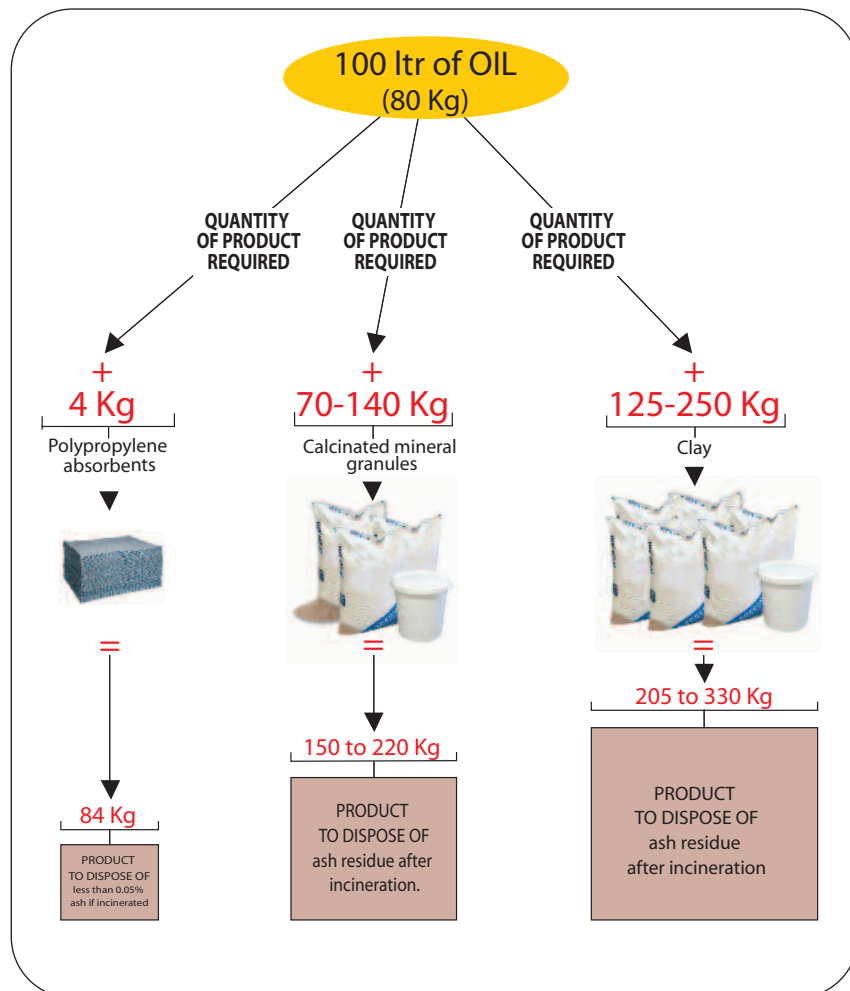 100 ltr of OIL
(80 Kg)
QUANTITY
OF PRODUCT
REQUIRED
QUANTITY
OF PRODUCT
REQUIRED
QUANTITY
OF PRODUCT
REQUIRED
+
4 Kg
Polypropylene
absorbents
=
84 Kg
PRODUCT
TO DISPOSE OF
less than 0.05%
ash if incinerated
+
70-140 Kg
Calcinated mineral
granules
=
150 to 220 Kg
PRODUCT
TO DISPOSE OF
ash residue after
incineration.
+
125-250 Kg
Clay
=
205 to 330 Kg
PRODUCT
TO DISPOSE OF
ash residue
after incineration